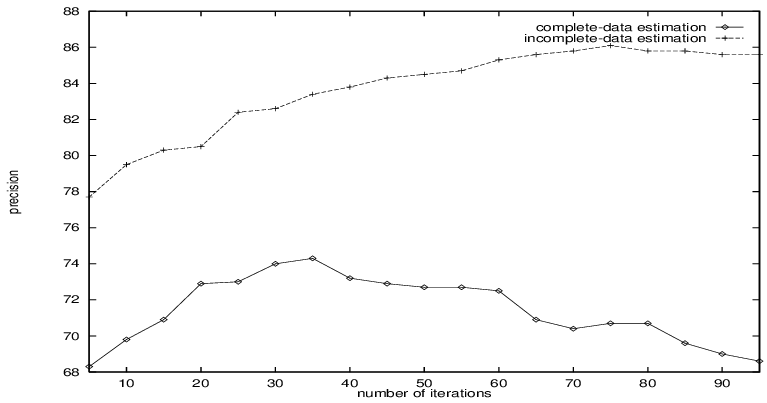 88
86
84
82
80
78
76
74
72
70
68
precision
complete-data estimation
incomplete-data estimation
10 20 30 40 50 60 70 80 90
number of iterations